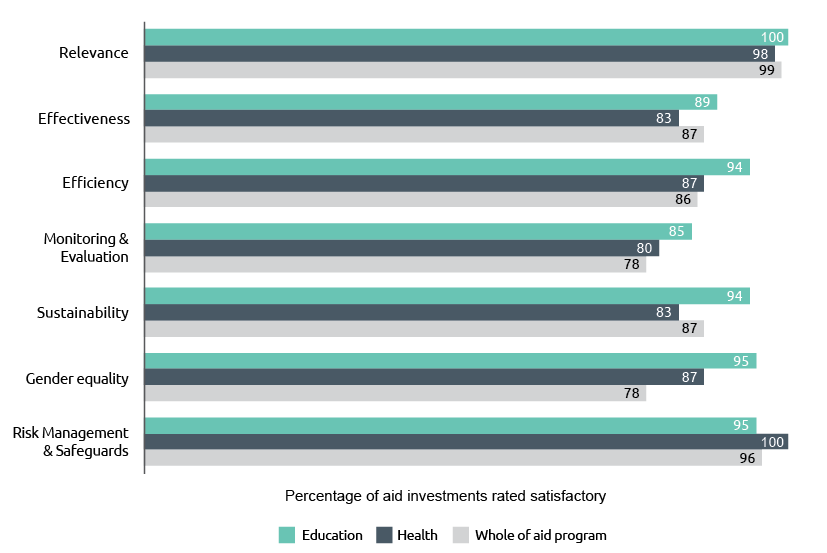 Relevance
100
98
99
Effectiveness
89
83
87
Efficiency
94
87
86
Monitoring &
Evaluation
85
80
78
Sustainability
94
83
87
Gender equality
95
87
78
Risk Management
& Safeguards
95
100
96
Percentage of aid investments rated satisfactory
Education Health Whole of aid program